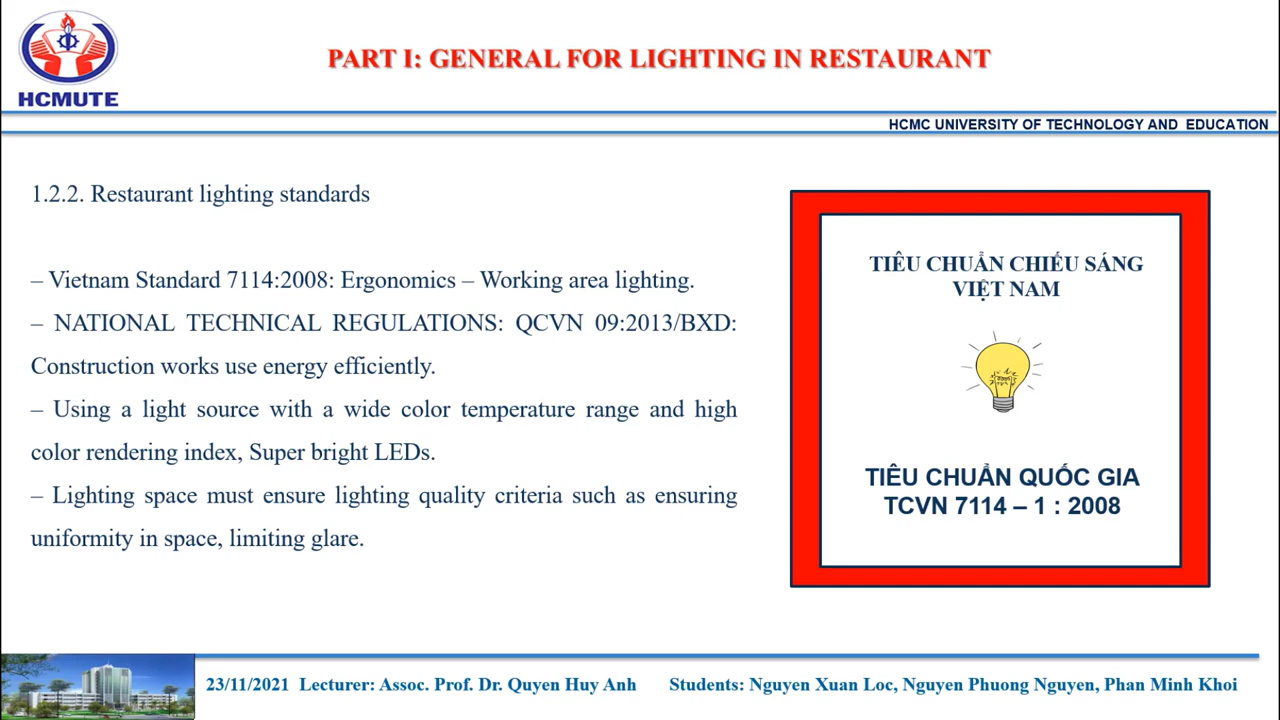 HCMUTE
PART I: GENERAL FOR LIGHTING IN RESTAURANT
HCMC UNIVERSITY OF TECHNOLOGY AND EDUCATION
1.2.2. Restaurant lighting standards
– Vietnam Standard 7114:2008: Ergonomics – Working area lighting.
– NATIONAL TECHNICAL REGULATIONS: QCVN 09:2013/BXD:
Construction works use energy efficiently.
– Using a light source with a wide color temperature range and high
color rendering index, Super bright LEDs.
– Lighting space must ensure lighting quality criteria such as ensuring
uniformity in space, limiting glare.
TIÊU CHUẨN CHIẾU SÁNG
VIỆT NAM
TIÊU CHUẨN QUỐC GIA
TCVN 7114 – 1 : 2008
23/11/2021 Lecturer: Assoc. Prof. Dr. Quyen Huy Anh
Students: Nguyen Xuan Loc, Nguyen Phuong Nguyen, Phan Minh Khoi